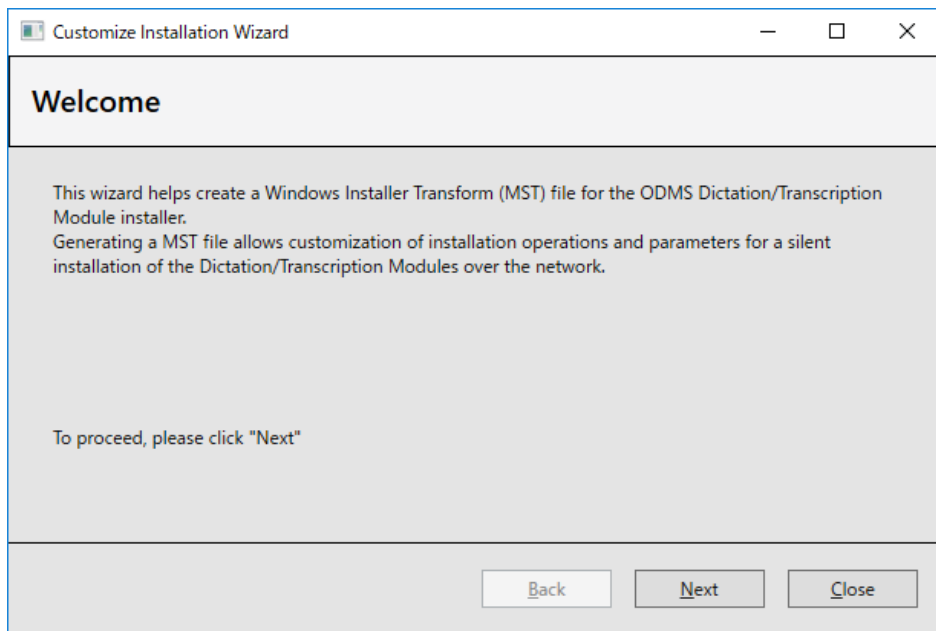 Customize Installation Wizard
Welcome
This wizard helps create a Windows Installer Transform (MST) file for the ODMS Dictation/Transcription
Module installer.
Generating a MST file allows customization of installation operations and parameters for a silent
installation of the Dictation/Transcription Modules over the network.
To proceed, please click "Next"
Back
Next
Close